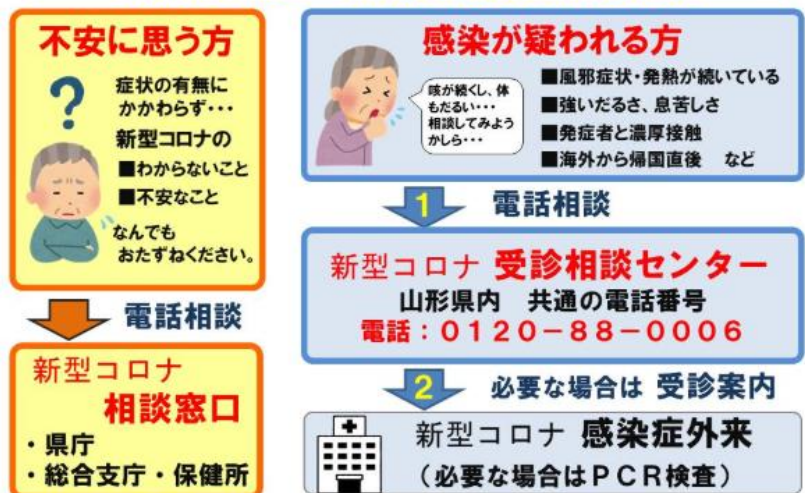 不安に思う方
?
症状の有無に
かかわらず・・・
新型コロナの
■わからないこと
■不安なこと
なんでも
おたずねください。
電話相談
新型コロナ
相談窓口
・県庁
・総合支庁・保健所
感染が疑われる方
咳が続くし、体
もだるい・・・
相談してみよう
かしら・・・
■風邪症状・発熱が続いている
■強いだるさ、息苦しさ
■発症者と濃厚接触
■海外から帰国直後 など
1 電話相談
新型コロナ 受診相談センター
山形県内 共通の電話番号
電話：０１２０－８８－０００６
2 必要な場合は 受診案内
新型コロナ 感染症外来
（必要な場合はＰＣＲ検査）